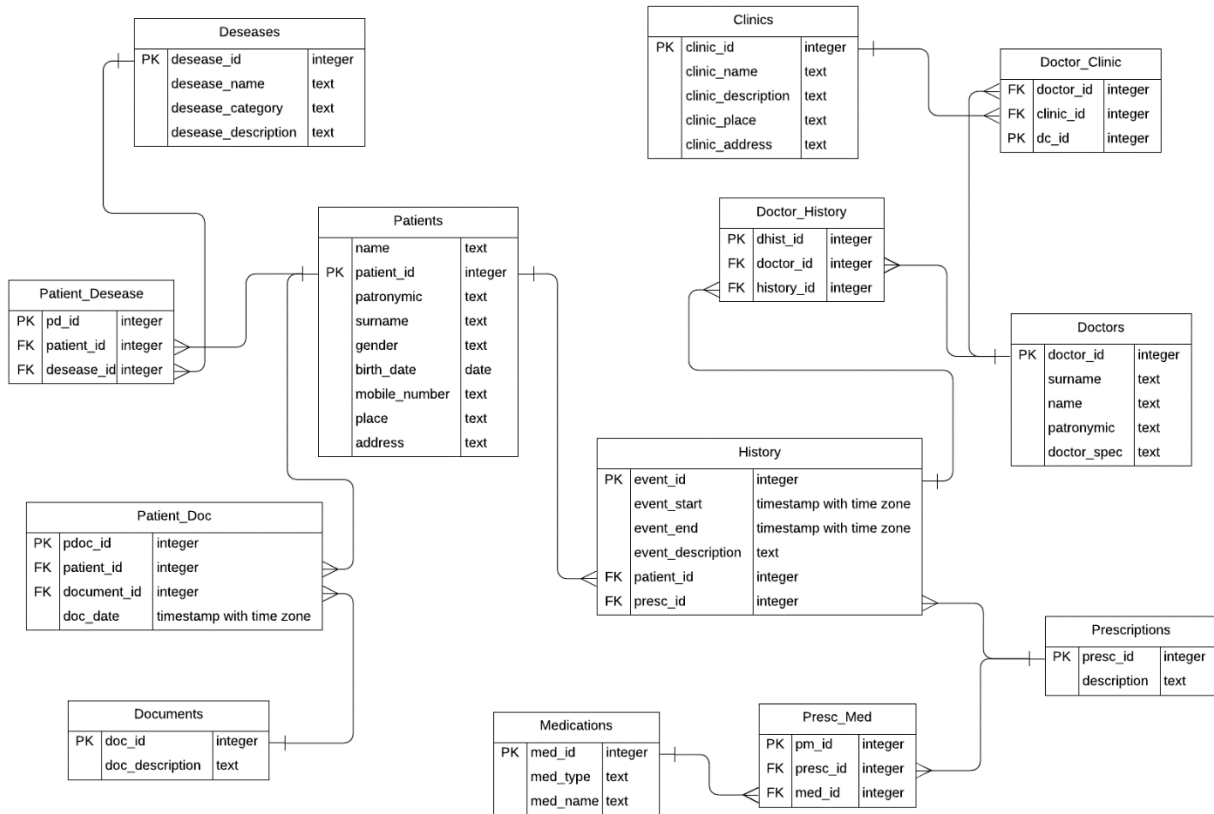 Deseases
PK desease_id integer
desease_name text
desease_category text
desease_description text
Clinics
PK clinic_id integer
clinic_name text
clinic_description text
clinic_place text
clinic_address text
Doctor_Clinic
FK doctor_id integer
FK clinic_id integer
PK dc_id integer
Patients
name text
PK patient_id integer
patronymic text
surname text
gender text
birth_date date
mobile_number text
place text
address text
Doctor_History
PK dhist_id integer
FK doctor_id integer
FK history_id integer
Patient_Desease
PK pd_id integer
FK patient_id integer
FK desease_id integer
Doctors
PK doctor_id integer
surname text
name text
patronymic text
doctor_spec text
History
PK event_id integer
event_start timestamp with time zone
event_end timestamp with time zone
event_description text
FK patient_id integer
FK presc_id integer
Patient_Doc
PK pdoc_id integer
FK patient_id integer
FK document_id integer
doc_date timestamp with time zone
Prescriptions
PK presc_id integer
description text
Documents
PK doc_id integer
doc_description text
Medications
PK med_id integer
med_type text
med_name text
Presc_Med
PK pm_id integer
FK presc_id integer
FK med_id integer